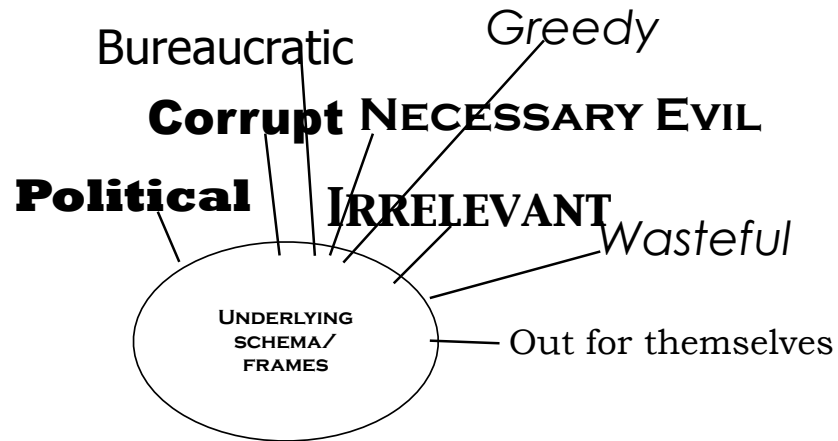 Bureaucratic
Greedy
Corrupt
NECESSARY EVIL
Political
IRRELEVANT
Wasteful
UNDERLYING
SCHEMA/
FRAMES
Out for themselves